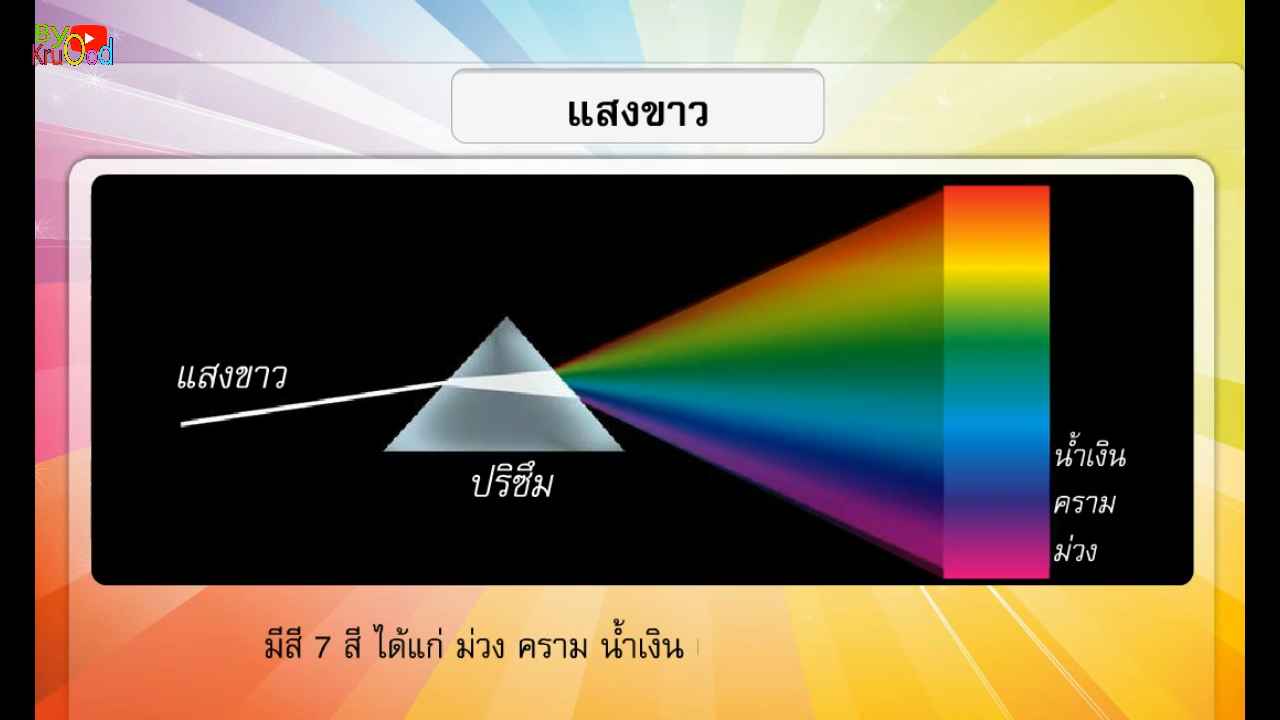 By
KruOod
แสงขาว
แสงขาว
ปริซึม
น้ำเงิน
คราม
ม่วง
มีสี 7 สี ได้แก่ ม่วง คราม น้ำเงิน